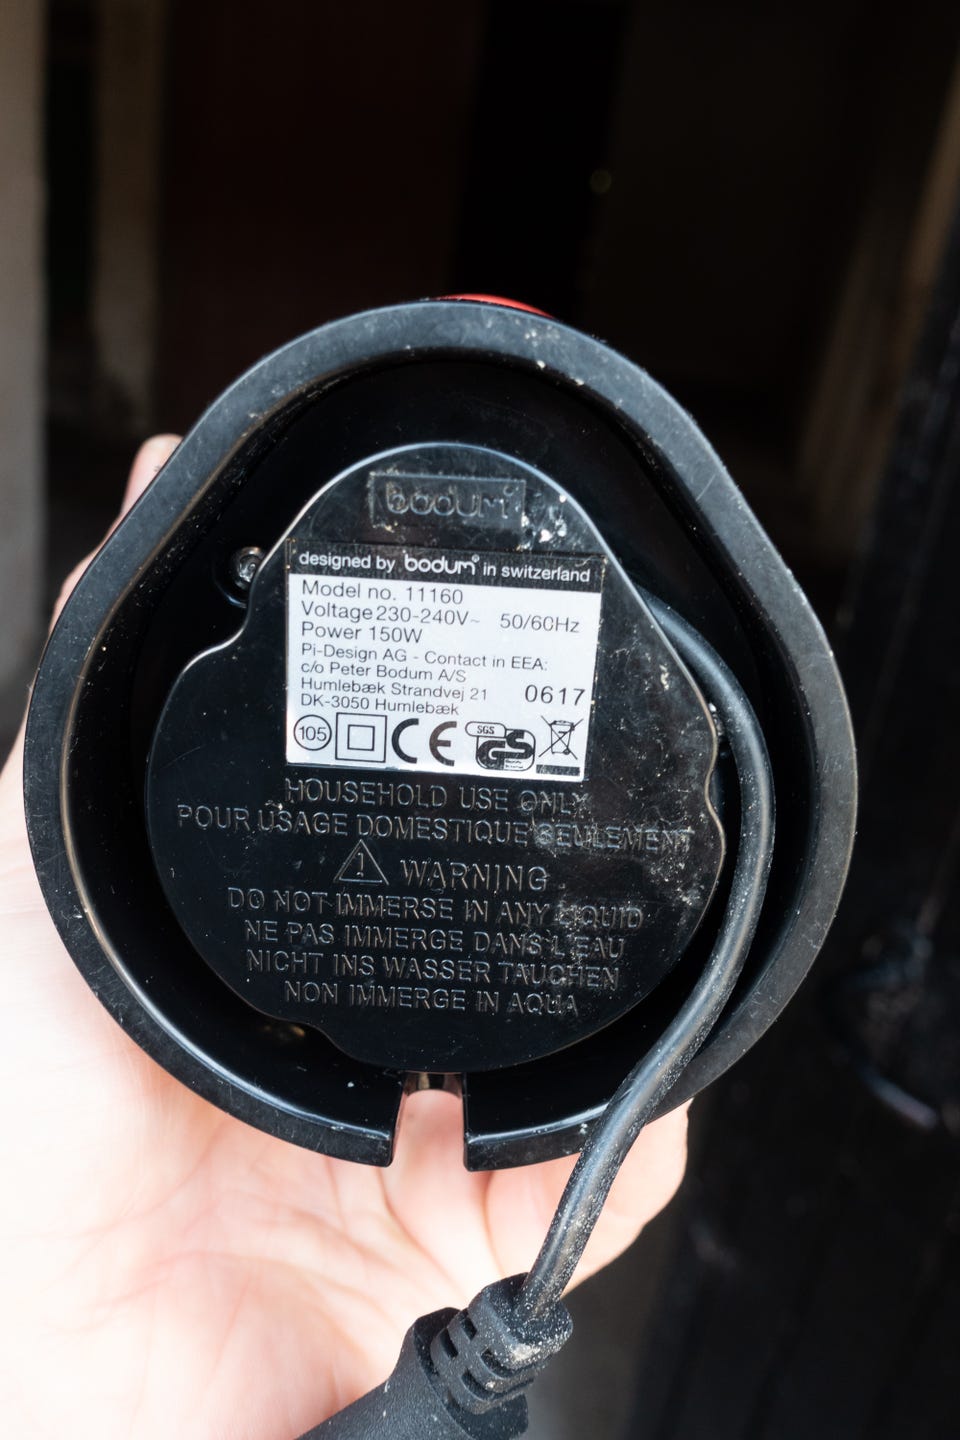 bodum®
designed by bodum® in switzerland
Model no. 11160
Voltage 230-240V~ 50/60Hz
Power 150W
Pi-Design AG - Contact in EEA:
c/o Peter Bodum A/S
Humlebæk Strandvej 21 0617
DK-3050 Humlebæk
105 CE SGS GS
HOUSEHOLD USE ONLY
POUR USAGE DOMESTIQUE SEULEMENT
! WARNING
DO NOT IMMERSE IN ANY LIQUID
NE PAS IMMERGE DANS L'EAU
NICHT INS WASSER TAUCHEN
NON IMMERGE IN AQUA